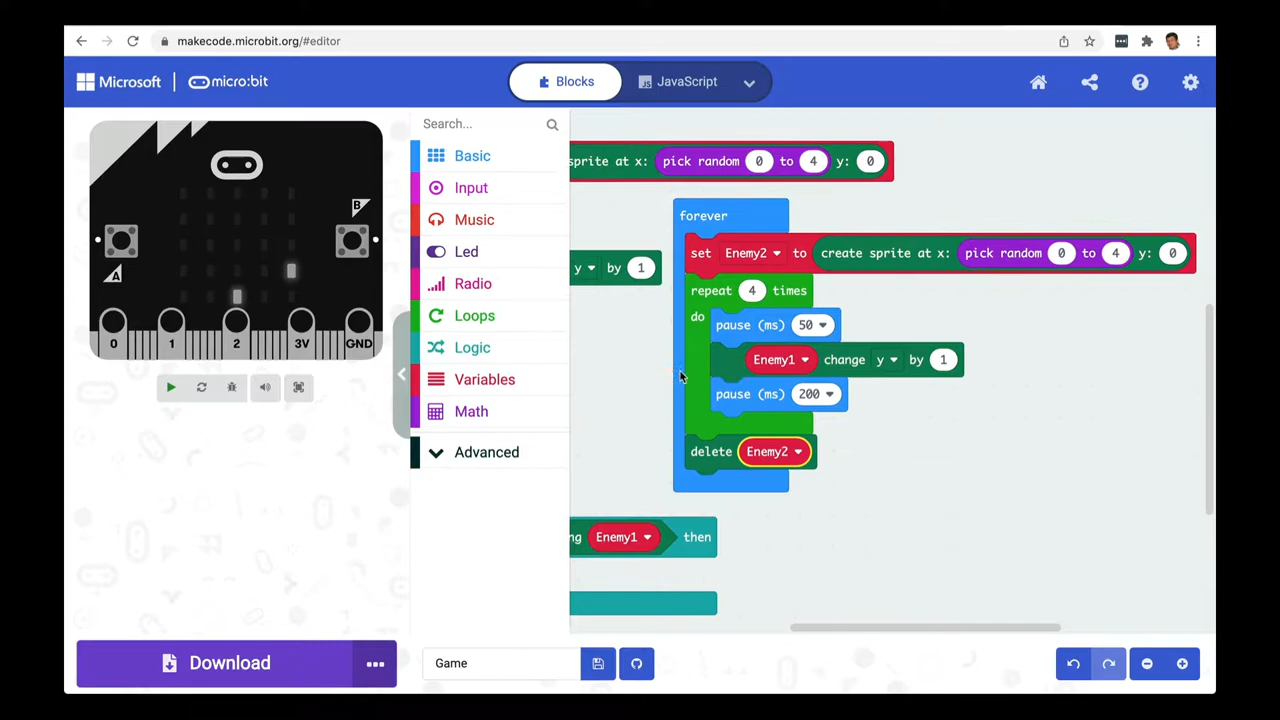 makecode.microbit.org/#editor
Microsoft
micro:bit
Blocks
JS JavaScript
Search...
Basic
Input
Music
Led
Radio
Loops
Logic
Variables
Math
Advanced
B
A
0 1 2 3V GND
sprite at x: pick random 0 to 4 y: 0
y by 1
forever
set Enemy2 to create sprite at x: pick random 0 to 4 y: 0
repeat 4 times
do pause (ms) 50
Enemy1 change y by 1
pause (ms) 200
delete Enemy2
ng Enemy1 then
Download
Game